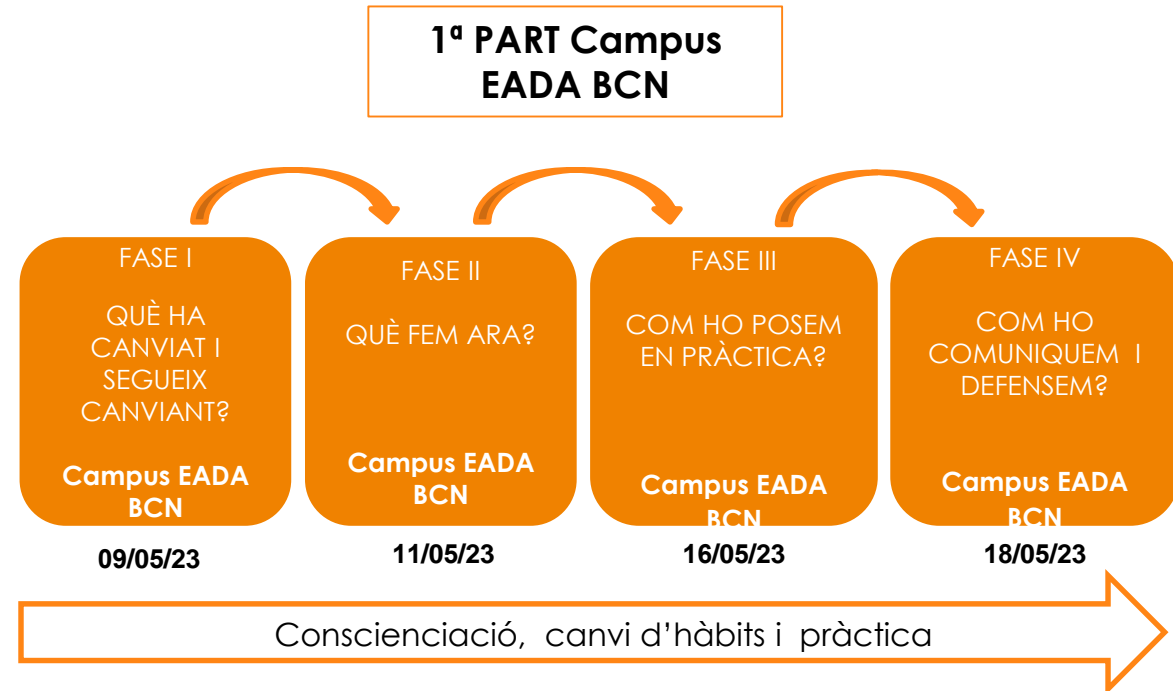 1ª PART Campus
EADA BCN
FASE I
QUÈ HA
CANVIAT I
SEGUEIX
CANVIANT?
Campus EADA
BCN
09/05/23
FASE II
QUÈ FEM ARA?
Campus EADA
BCN
11/05/23
FASE III
COM HO POSEM
EN PRÀCTICA?
Campus EADA
BCN
16/05/23
FASE IV
COM HO
COMUNIQUEM I
DEFENSEM?
Campus EADA
BCN
18/05/23
Conscienciació, canvi d'hàbits i pràctica